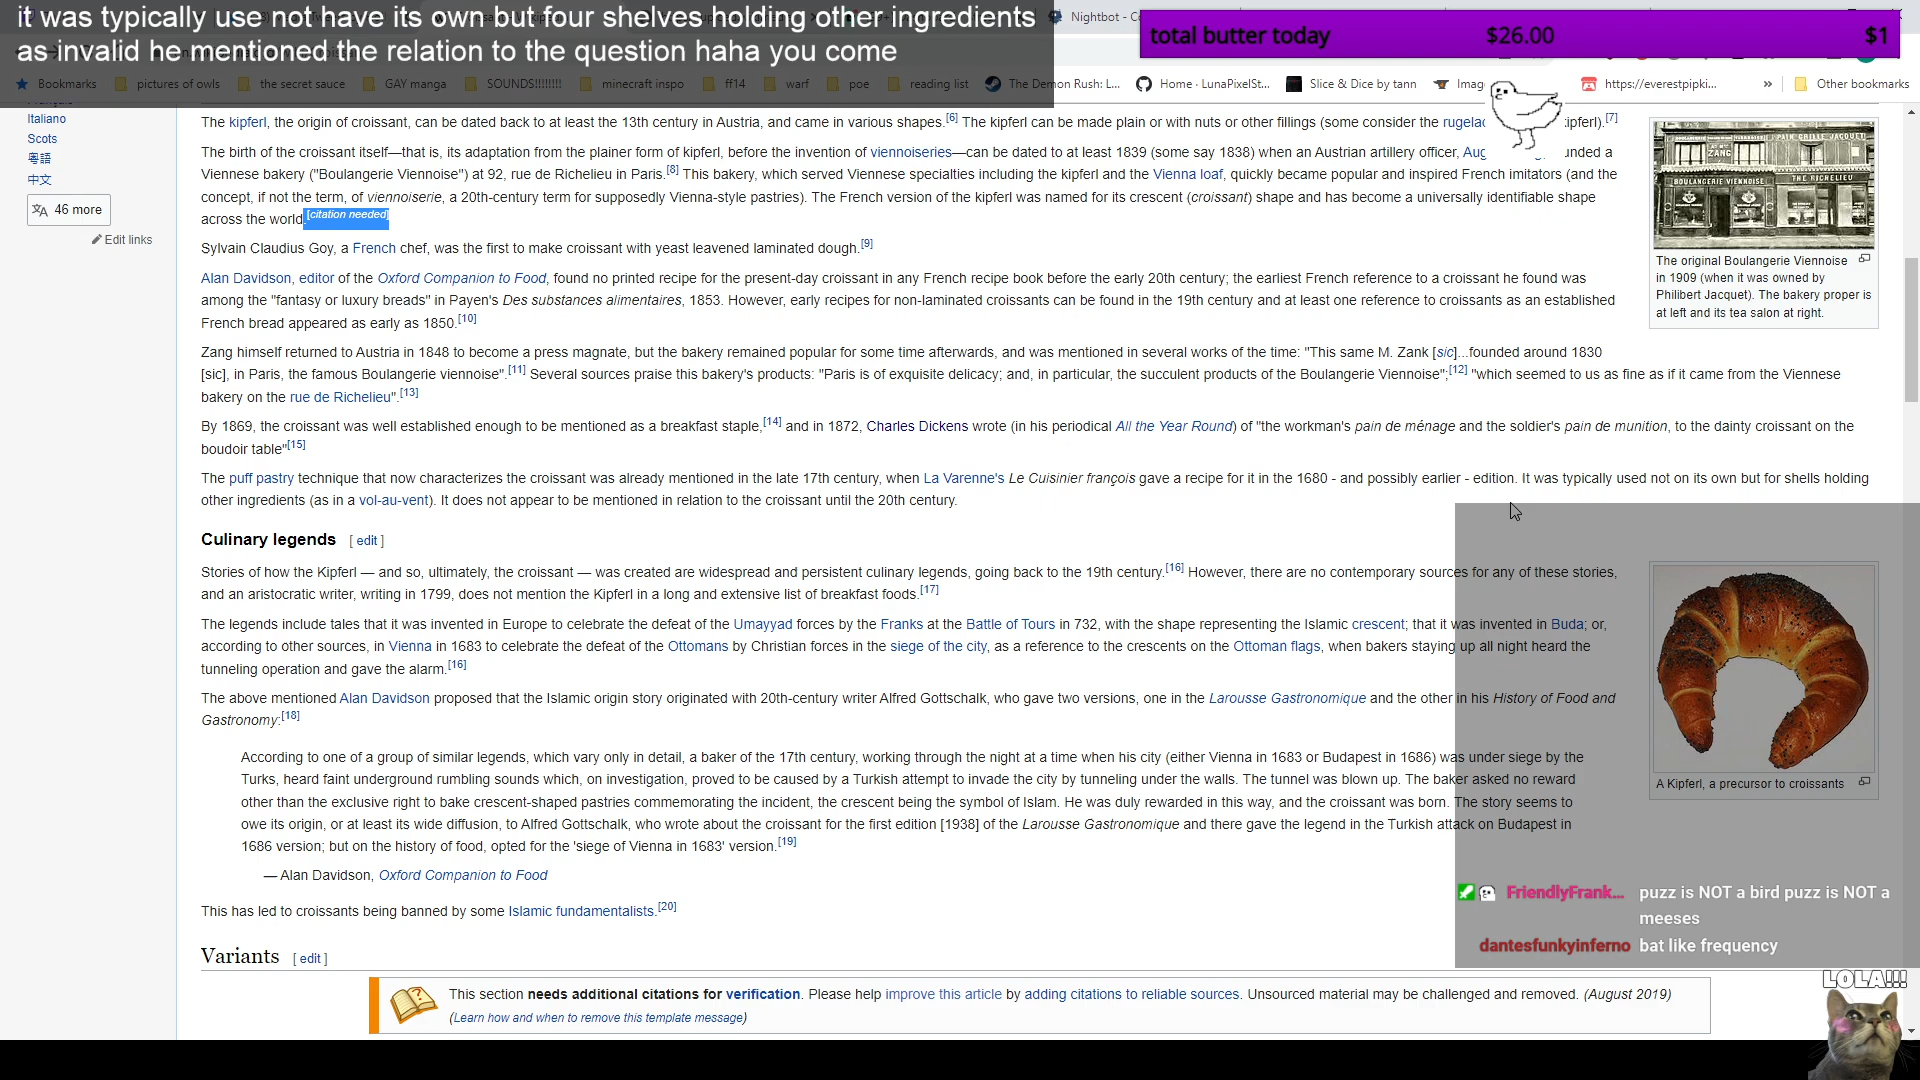 it was typically use not have its own but four shelves holding other ingredients
as invalid he mentioned the relation to the question haha you come
Nightbot - C
total butter today $26.00 $1
Bookmarks pictures of owls the secret sauce GAY manga SOUNDS!!!!!!!! minecraft inspo ff14 warf poe reading list The Demon Rush: L... Home · LunaPixelSt... Slice & Dice by tann Imag https://everestpipki... » Other bookmarks
Italiano
Scots
粵語
中文
46 more
Edit links
The kipferl, the origin of croissant, can be dated back to at least the 13th century in Austria, and came in various shapes.[6] The kipferl can be made plain or with nuts or other fillings (some consider the rugelac ipferl).[7]
The birth of the croissant itself—that is, its adaptation from the plainer form of kipferl, before the invention of viennoiseries—can be dated to at least 1839 (some say 1838) when an Austrian artillery officer, Aug unded a
Viennese bakery ("Boulangerie Viennoise") at 92, rue de Richelieu in Paris.[8] This bakery, which served Viennese specialties including the kipferl and the Vienna loaf, quickly became popular and inspired French imitators (and the
concept, if not the term, of viennoiserie, a 20th-century term for supposedly Vienna-style pastries). The French version of the kipferl was named for its crescent (croissant) shape and has become a universally identifiable shape
across the world.[citation needed]
Sylvain Claudius Goy, a French chef, was the first to make croissant with yeast leavened laminated dough.[9]
Alan Davidson, editor of the Oxford Companion to Food, found no printed recipe for the present-day croissant in any French recipe book before the early 20th century; the earliest French reference to a croissant he found was
among the "fantasy or luxury breads" in Payen's Des substances alimentaires, 1853. However, early recipes for non-laminated croissants can be found in the 19th century and at least one reference to croissants as an established
French bread appeared as early as 1850.[10]
Zang himself returned to Austria in 1848 to become a press magnate, but the bakery remained popular for some time afterwards, and was mentioned in several works of the time: "This same M. Zank [sic]...founded around 1830
[sic], in Paris, the famous Boulangerie viennoise".[11] Several sources praise this bakery's products: "Paris is of exquisite delicacy; and, in particular, the succulent products of the Boulangerie Viennoise";[12] "which seemed to us as fine as if it came from the Viennese
bakery on the rue de Richelieu".[13]
By 1869, the croissant was well established enough to be mentioned as a breakfast staple,[14] and in 1872, Charles Dickens wrote (in his periodical All the Year Round) of "the workman's pain de ménage and the soldier's pain de munition, to the dainty croissant on the
boudoir table"[15]
The puff pastry technique that now characterizes the croissant was already mentioned in the late 17th century, when La Varenne's Le Cuisinier françois gave a recipe for it in the 1680 - and possibly earlier - edition. It was typically used not on its own but for shells holding
other ingredients (as in a vol-au-vent). It does not appear to be mentioned in relation to the croissant until the 20th century.
ZANG
BOULANGERIE VIENNOISE THE RICHELIEU
The original Boulangerie Viennoise
in 1909 (when it was owned by
Philibert Jacquet). The bakery proper is
at left and its tea salon at right.
Culinary legends [ edit ]
Stories of how the Kipferl — and so, ultimately, the croissant — was created are widespread and persistent culinary legends, going back to the 19th century.[16] However, there are no contemporary sources for any of these stories,
and an aristocratic writer, writing in 1799, does not mention the Kipferl in a long and extensive list of breakfast foods.[17]
The legends include tales that it was invented in Europe to celebrate the defeat of the Umayyad forces by the Franks at the Battle of Tours in 732, with the shape representing the Islamic crescent; that it was invented in Buda; or,
according to other sources, in Vienna in 1683 to celebrate the defeat of the Ottomans by Christian forces in the siege of the city, as a reference to the crescents on the Ottoman flags, when bakers staying up all night heard the
tunneling operation and gave the alarm.[16]
The above mentioned Alan Davidson proposed that the Islamic origin story originated with 20th-century writer Alfred Gottschalk, who gave two versions, one in the Larousse Gastronomique and the other in his History of Food and
Gastronomy:[18]
According to one of a group of similar legends, which vary only in detail, a baker of the 17th century, working through the night at a time when his city (either Vienna in 1683 or Budapest in 1686) was under siege by the
Turks, heard faint underground rumbling sounds which, on investigation, proved to be caused by a Turkish attempt to invade the city by tunneling under the walls. The tunnel was blown up. The baker asked no reward
other than the exclusive right to bake crescent-shaped pastries commemorating the incident, the crescent being the symbol of Islam. He was duly rewarded in this way, and the croissant was born. The story seems to
owe its origin, or at least its wide diffusion, to Alfred Gottschalk, who wrote about the croissant for the first edition [1938] of the Larousse Gastronomique and there gave the legend in the Turkish attack on Budapest in
1686 version; but on the history of food, opted for the 'siege of Vienna in 1683' version.[19]
— Alan Davidson, Oxford Companion to Food
This has led to croissants being banned by some Islamic fundamentalists.[20]
A Kipferl, a precursor to croissants
FriendlyFrank... puzz is NOT a bird puzz is NOT a
meeses
dantesfunkyinferno bat like frequency
LOLA!!!
Variants [ edit ]
This section needs additional citations for verification. Please help improve this article by adding citations to reliable sources. Unsourced material may be challenged and removed. (August 2019)
(Learn how and when to remove this template message)